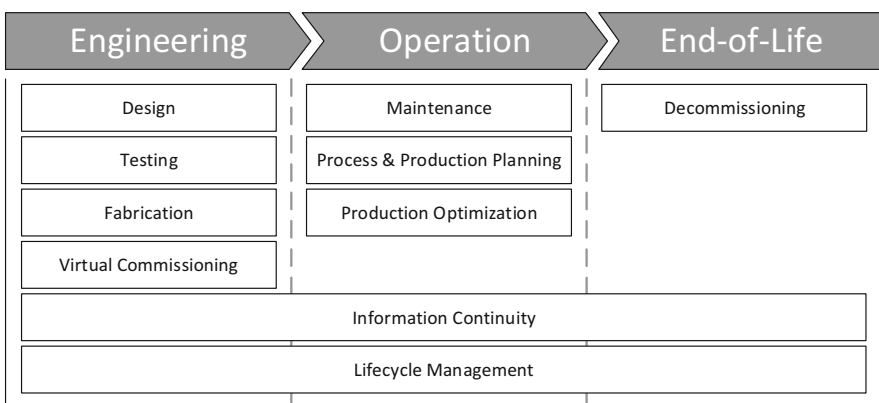 Engineering
Operation
End-of-Life
Design
Maintenance
Decommissioning
Testing
Process & Production Planning
Fabrication
Production Optimization
Virtual Commissioning
Information Continuity
Lifecycle Management